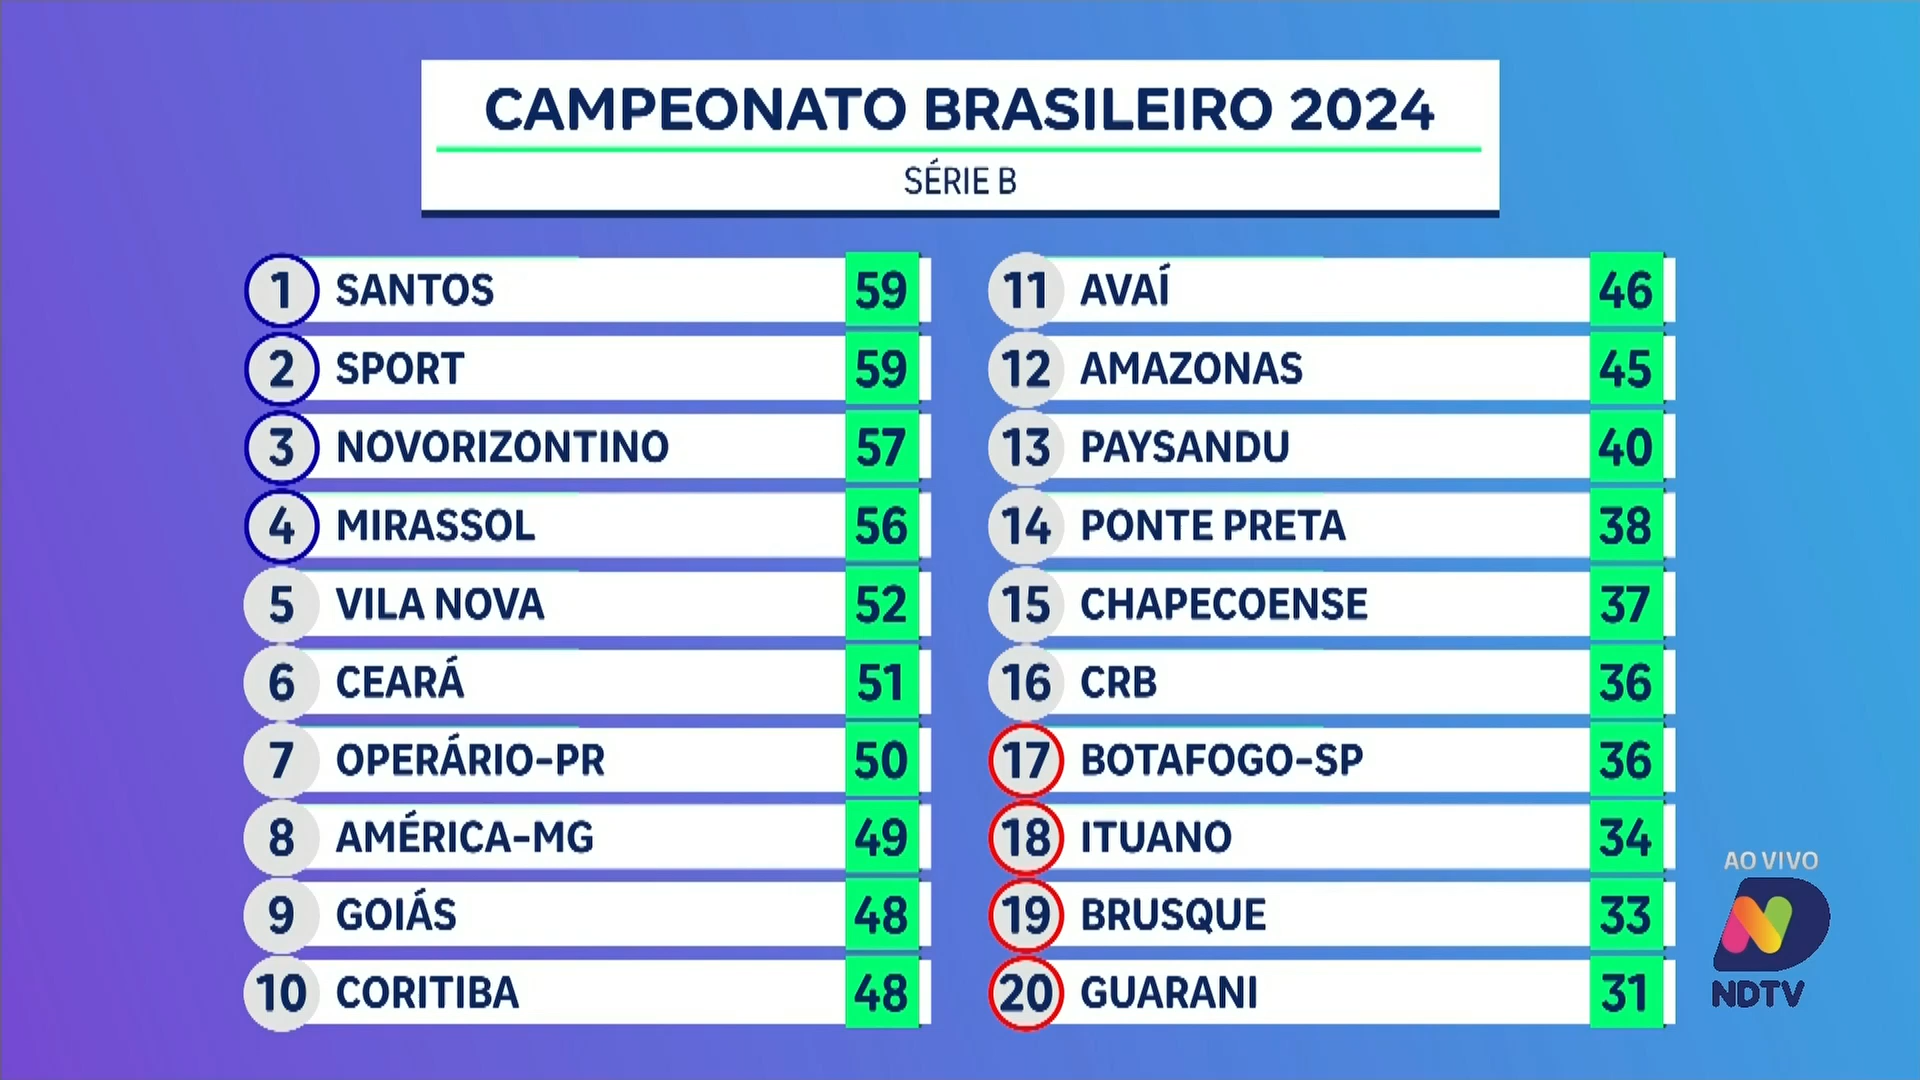 CAMPEONATO BRASILEIRO 2024
SÉRIE B
1 SANTOS 59
2 SPORT 59
3 NOVORIZONTINO 57
4 MIRASSOL 56
5 VILA NOVA 52
6 CEARÁ 51
7 OPERÁRIO-PR 50
8 AMÉRICA-MG 49
9 GOIÁS 48
10 CORITIBA 48
11 AVAÍ 46
12 AMAZONAS 45
13 PAYSANDU 40
14 PONTE PRETA 38
15 CHAPECOENSE 37
16 CRB 36
17 BOTAFOGO-SP 36
18 ITUANO 34
19 BRUSQUE 33
20 GUARANI 31
AO VIVO
NDTV